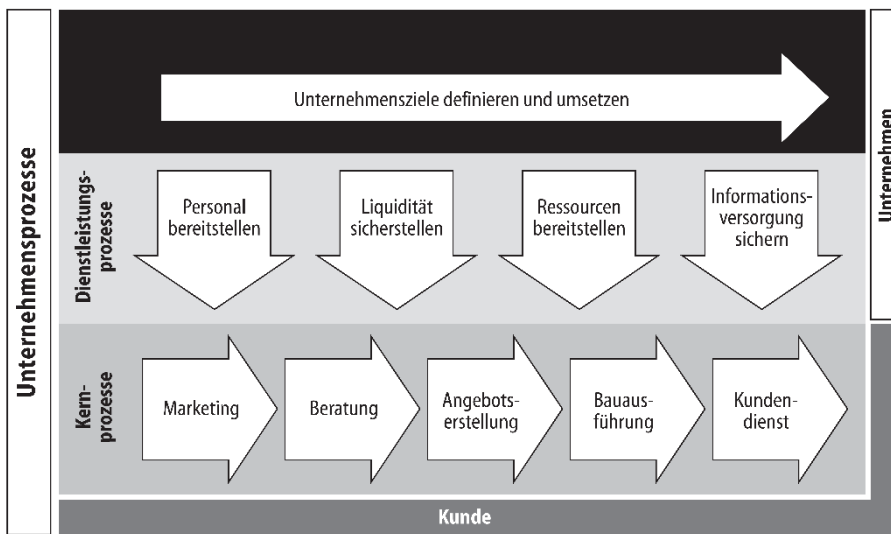 Unternehmensprozesse
Unternehmensziele definieren und umsetzen
Unternehmen
Dienstleistungs-
prozesse
Personal
bereitstellen
Liquidität
sicherstellen
Ressourcen
bereitstellen
Informations-
versorgung
sichern
Kern-
prozesse
Marketing
Beratung
Angebots-
erstellung
Bauaus-
führung
Kunden-
dienst
Kunde